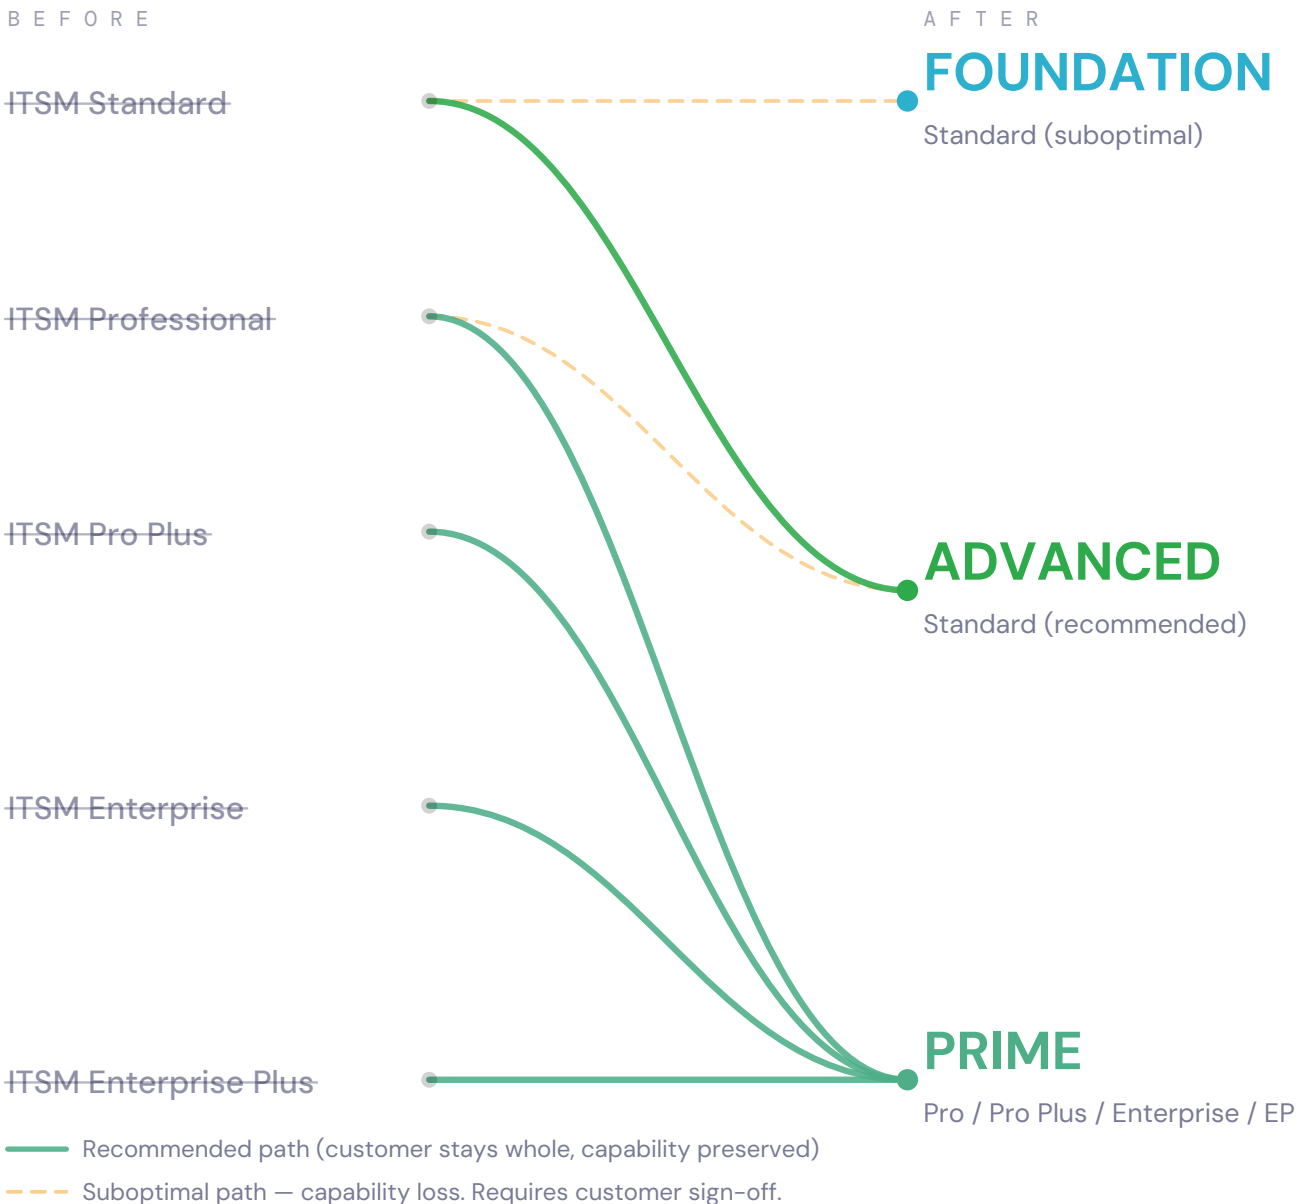 BEFORE
AFTER
ITSM Standard
FOUNDATION
Standard (suboptimal)
ITSM Professional
ITSM Pro Plus
ADVANCED
Standard (recommended)
ITSM Enterprise
PRIME
ITSM Enterprise Plus
Pro / Pro Plus / Enterprise / EP
Recommended path (customer stays whole, capability preserved)
Suboptimal path — capability loss. Requires customer sign-off.